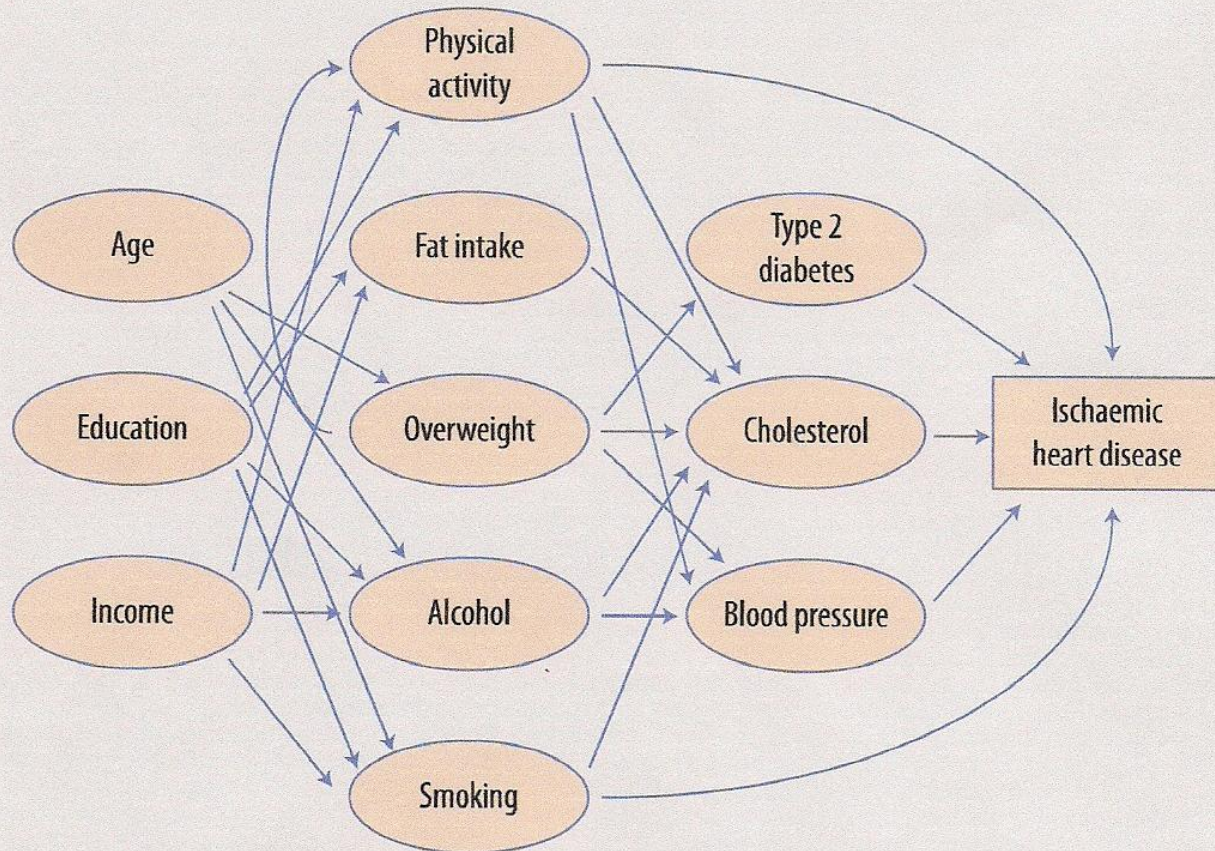 Physical
activity
Age
Fat intake
Type 2
diabetes
Education
Overweight
Cholesterol
Ischaemic
heart disease
Income
Alcohol
Blood pressure
Smoking